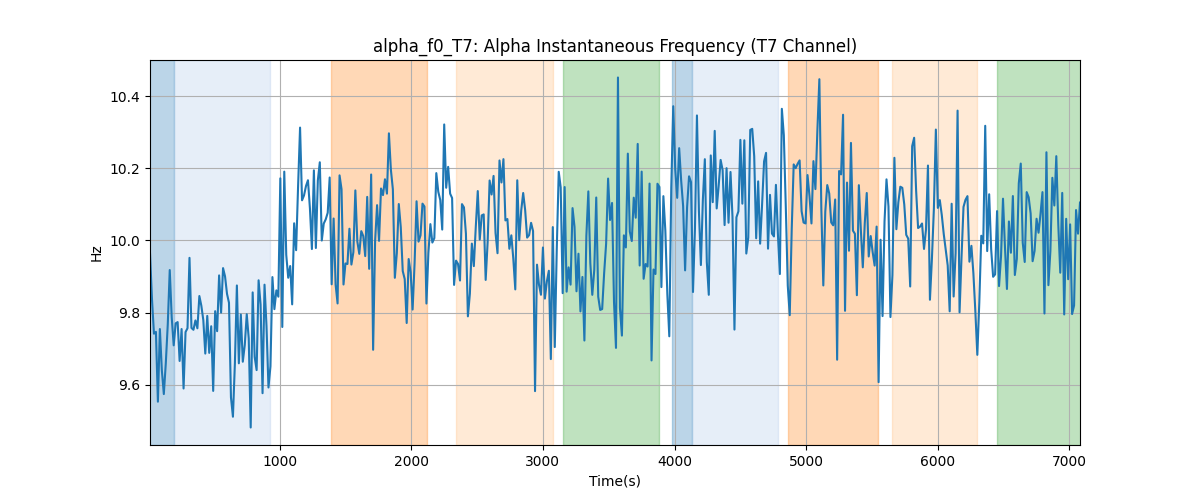 alpha_f0_T7: Alpha Instantaneous Frequency (T7 Channel)
10.4
10.2
10.0
9.8
9.6
Hz
1000 2000 3000 4000 5000 6000 7000
Time(s)